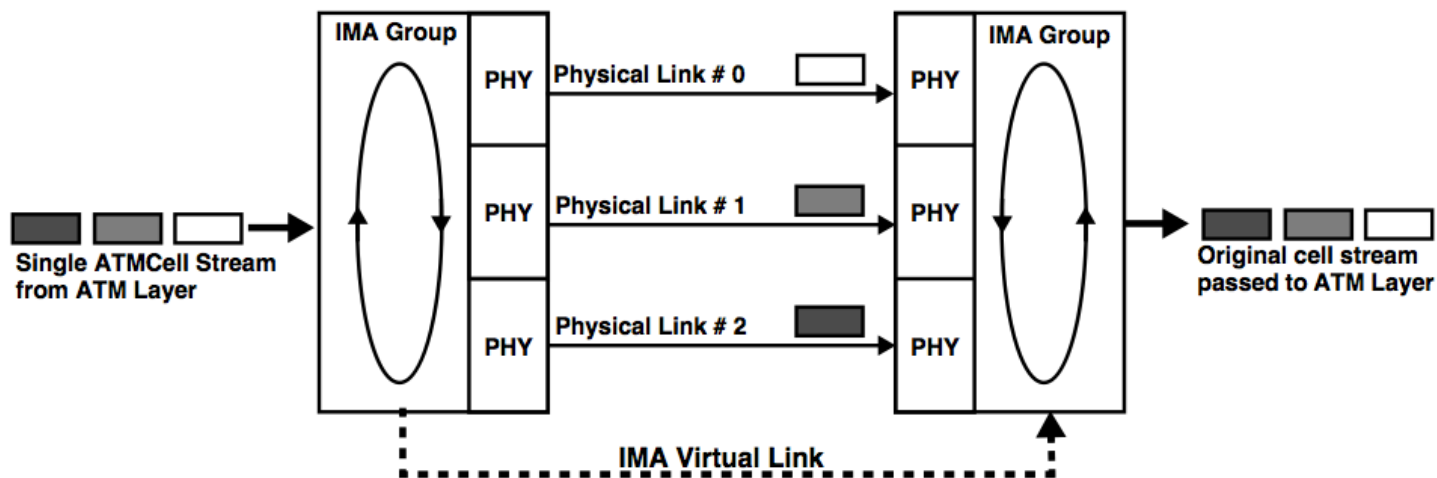 IMA Group
IMA Group
PHY
Physical Link # 0
PHY
PHY
Physical Link # 1
PHY
Single ATMCell Stream
from ATM Layer
Original cell stream
passed to ATM Layer
PHY
Physical Link # 2
PHY
IMA Virtual Link